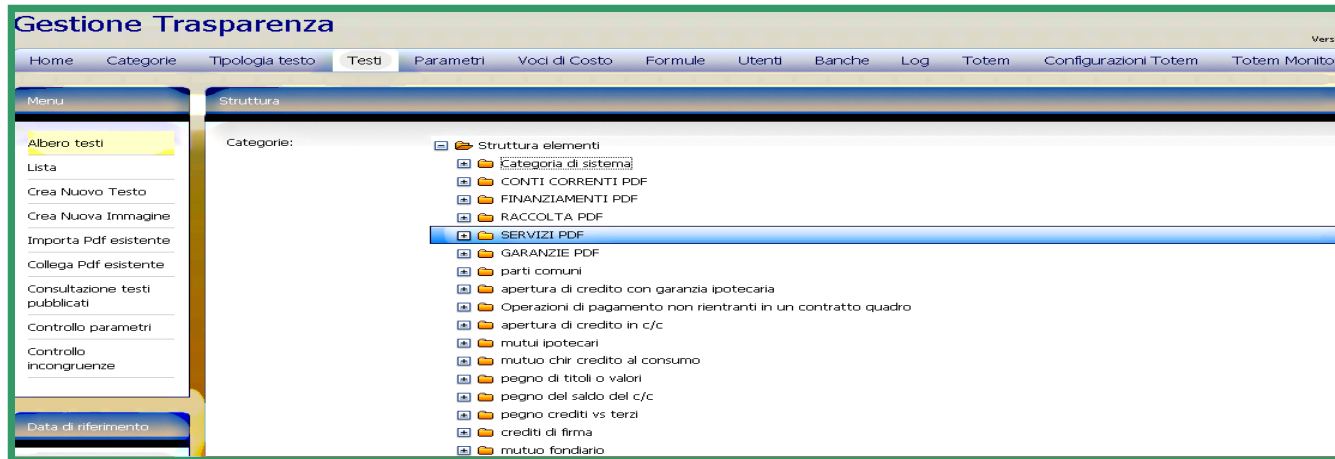 Gestione Trasparenza
Vers
Home Categorie Tipologia testo Testi Parametri Voci di Costo Formule Utenti Banche Log Totem Configurazioni Totem Totem Monito
Menu
Struttura
Albero testi
Lista
Crea Nuovo Testo
Crea Nuova Immagine
Importa Pdf esistente
Collega Pdf esistente
Consultazione testi
pubblicati
Controllo parametri
Controllo
incongruenze
Data di riferimento
Categorie:
Struttura elementi
Categoria di sistema
CONTI CORRENTI PDF
FINANZIAMENTI PDF
RACCOLTA PDF
SERVIZI PDF
GARANZIE PDF
parti comuni
apertura di credito con garanzia ipotecaria
Operazioni di pagamento non rientranti in un contratto quadro
apertura di credito in c/c
mutui ipotecari
mutuo chir credito al consumo
pegno di titoli o valori
pegno del saldo del c/c
pegno crediti vs terzi
crediti di firma
mutuo fondiario